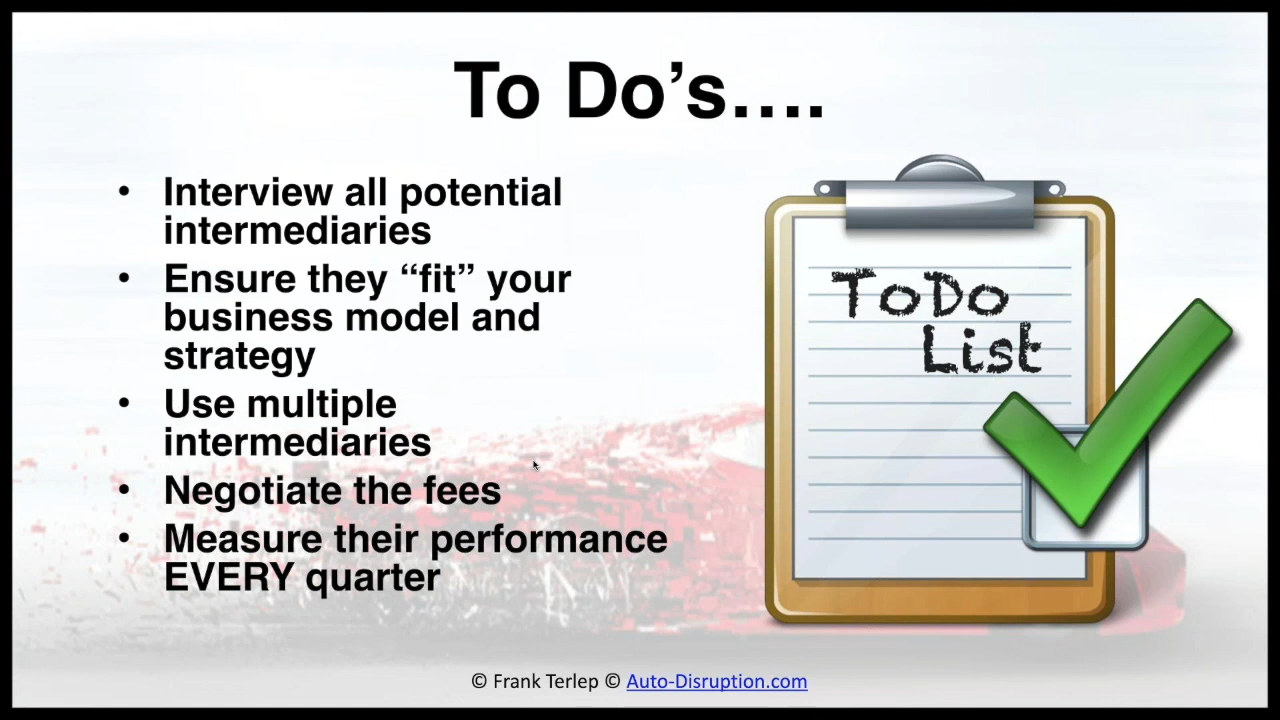 To Do’s….
• Interview all potential
intermediaries
• Ensure they “fit” your
business model and
strategy
• Use multiple
intermediaries
• Negotiate the fees
• Measure their performance
EVERY quarter
ToDo
List
© Frank Terlep © Auto-Disruption.com